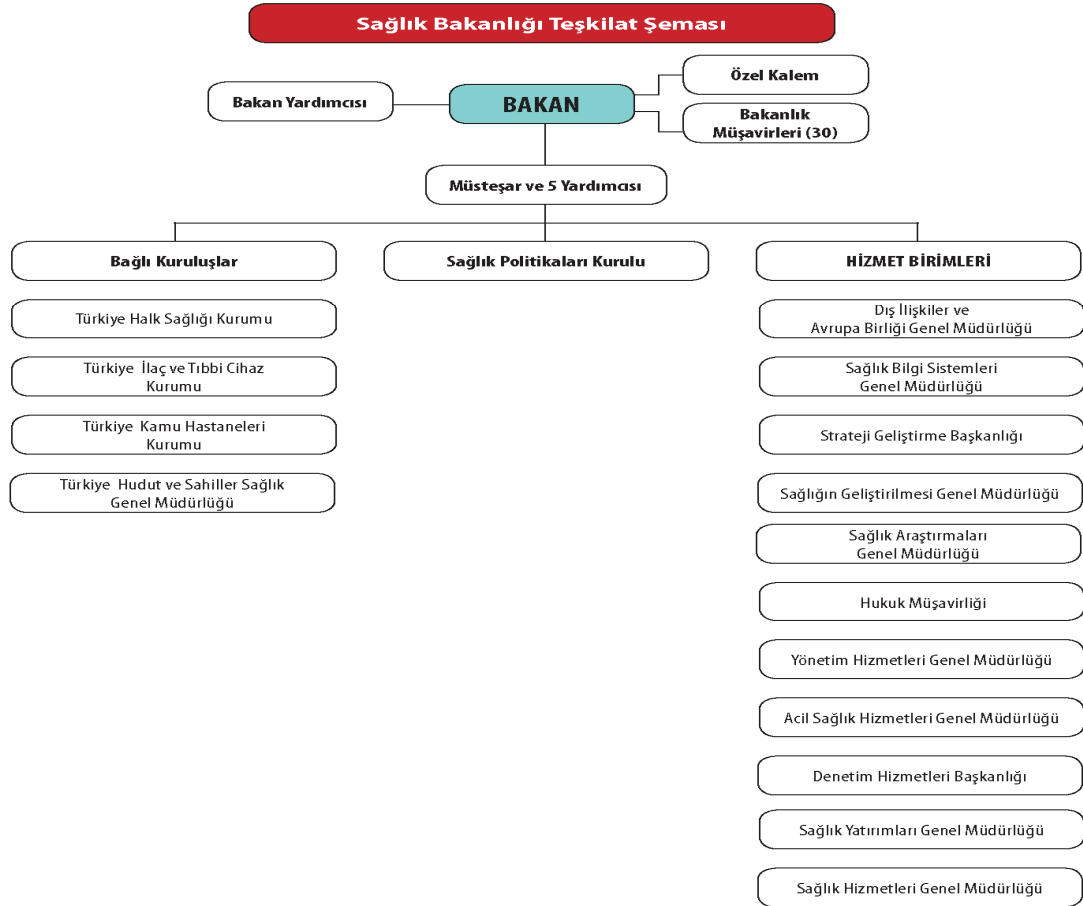 Sağlık Bakanlığı Teşkilat Şeması
Özel Kalem
Bakan Yardımcısı
BAKAN
Bakanlık
Müşavirleri (30)
Müsteşar ve 5 Yardımcısı
Bağlı Kuruluşlar
Türkiye Halk Sağlığı Kurumu
Türkiye İlaç ve Tıbbi Cihaz
Kurumu
Türkiye Kamu Hastaneleri
Kurumu
Türkiye Hudut ve Sahiller Sağlık
Genel Müdürlüğü
Sağlık Politikaları Kurulu
HİZMET BİRİMLERİ
Dış İlişkiler ve
Avrupa Birliği Genel Müdürlüğü
Sağlık Bilgi Sistemleri
Genel Müdürlüğü
Strateji Geliştirme Başkanlığı
Sağlığın Geliştirilmesi Genel Müdürlüğü
Sağlık Araştırmaları
Genel Müdürlüğü
Hukuk Müşavirliği
Yönetim Hizmetleri Genel Müdürlüğü
Acil Sağlık Hizmetleri Genel Müdürlüğü
Denetim Hizmetleri Başkanlığı
Sağlık Yatırımları Genel Müdürlüğü
Sağlık Hizmetleri Genel Müdürlüğü